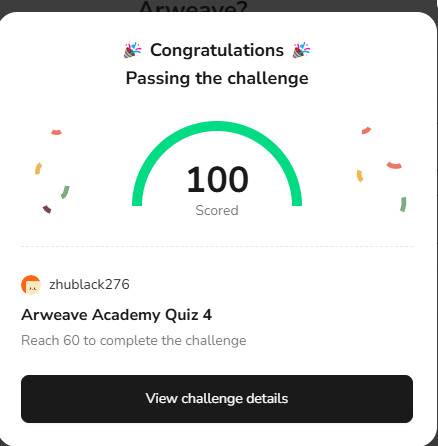 Arweave?
🎉 Congratulations 🎉
Passing the challenge
100
Scored
zhublack276
Arweave Academy Quiz 4
Reach 60 to complete the challenge
View challenge details